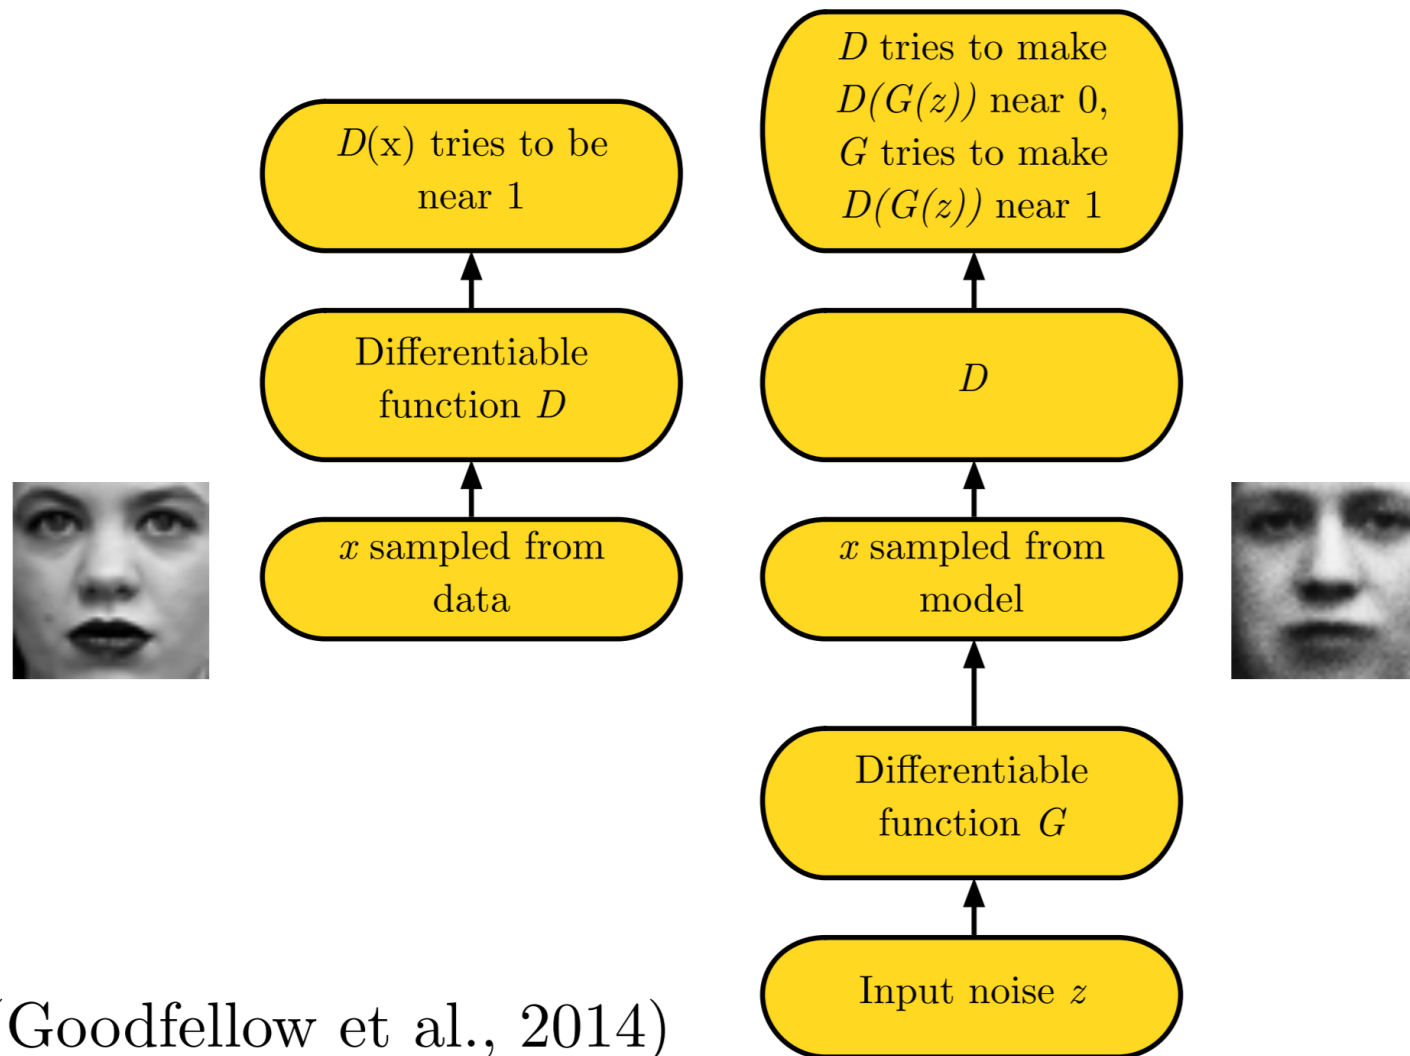 D(x) tries to be
near 1
Differentiable
function D
x sampled from
data
D tries to make
D(G(z)) near 0,
G tries to make
D(G(z)) near 1
D
x sampled from
model
Differentiable
function G
Input noise z
(Goodfellow et al., 2014)